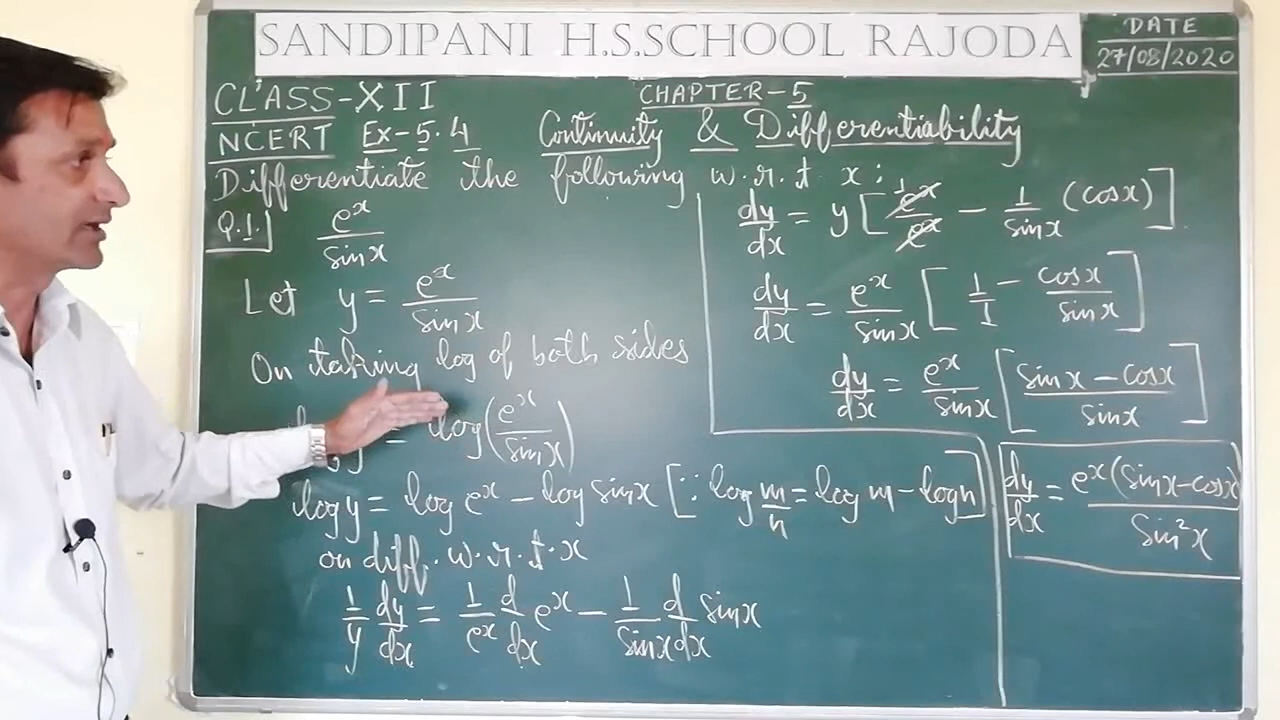 SANDIPANI H.S.SCHOOL RAJODA
DATE
27/08/2020
CLASS-XII
CHAPTER-5
NCERT Ex-5.4 Continuity & Differentiability
Differentiate the following w.r.t x:
Q.1. e^x/sinx
Let y = e^x/sinx
On taking log of both sides
= log(e^x/sinx)
log y = log e^x - log sinx [∵ log m/n = log m - log n]
on diff. w.r.t.x
1/y dy/dx = 1/e^x d/dx e^x - 1/sinx d/dx sinx
dy/dx = y [e^x/e^x 1 - 1/sinx (cosx)]
dy/dx = e^x/sinx [1/1 - cosx/sinx]
dy/dx = e^x/sinx [sinx - cosx/sinx]
dy/dx = e^x(sinx-cosx)/Sin²x